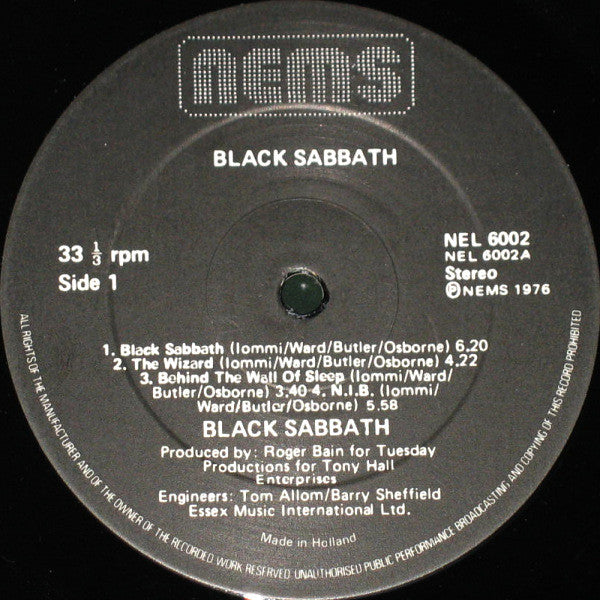 nems
BLACK SABBATH
33 1/3 rpm
Side 1
NEL 6002
NEL 6002A
Stereo
Ⓟ NEMS 1976
1. Black Sabbath (Iommi/Ward/Butler/Osborne) 6.20
2. The Wizard (Iommi/Ward/Butler/Osborne) 4.22
3. Behind The Wall Of Sleep (Iommi/Ward/
Butler/Osborne) 3.40 4. N.I.B. (Iommi/
Ward/Butler/Osborne) 5.58
BLACK SABBATH
Produced by: Roger Bain for Tuesday
Productions for Tony Hall
Enterprises
Engineers: Tom Allom/Barry Sheffield
Essex Music International Ltd.
Made in Holland
ALL RIGHTS OF THE MANUFACTURER AND OF THE OWNER OF THE RECORDED WORK RESERVED UNAUTHORISED PUBLIC PERFORMANCE BROADCASTING AND COPYING OF THIS RECORD PROHIBITED